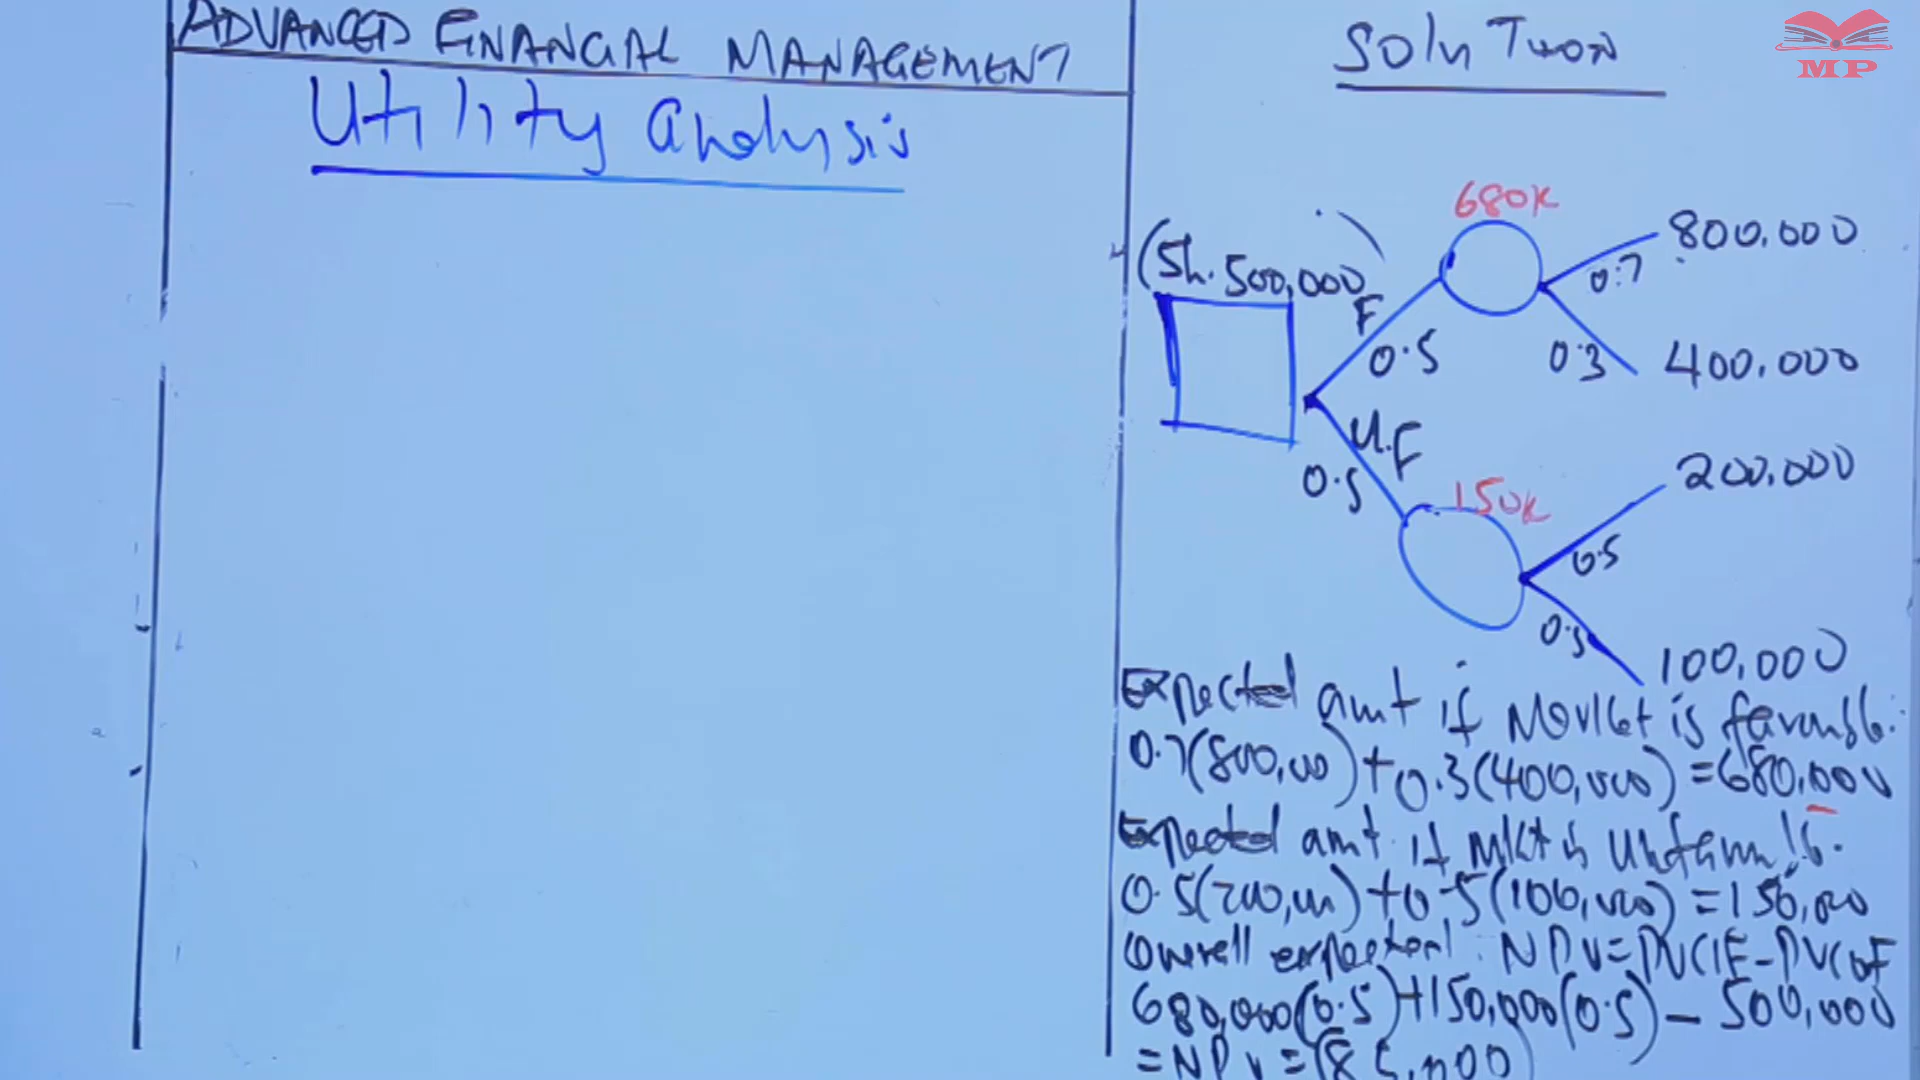 ADVANCED FINANCIAL MANAGEMENT
Utility analysis
Solution
MP
680K
800,000
(Sh. 500,000)
F
0.7
0.5
0.3
400,000
U.F
0.5
200,000
150K
0.5
0.5
100,000
Expected amt if Market is
0.7(800,000)+0.3(400,000)=680,000
Expected amt if Mkt is
0.5(200,000)+0.5(100,000)=150,000
Overall NPV=PVCIF-PVCOF
680,000(0.5)+150,000(0.5)-500,000
=NPV=(85,000)